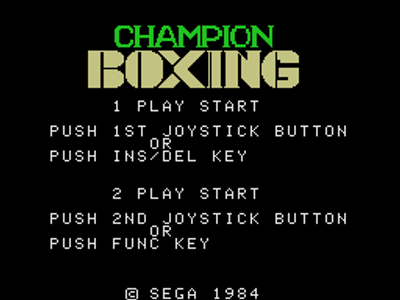 CHAMPION
BOXING
1 PLAY START
PUSH 1ST JOYSTICK BUTTON
OR
PUSH INS/DEL KEY
2 PLAY START
PUSH 2ND JOYSTICK BUTTON
OR
PUSH FUNC KEY
© SEGA 1984